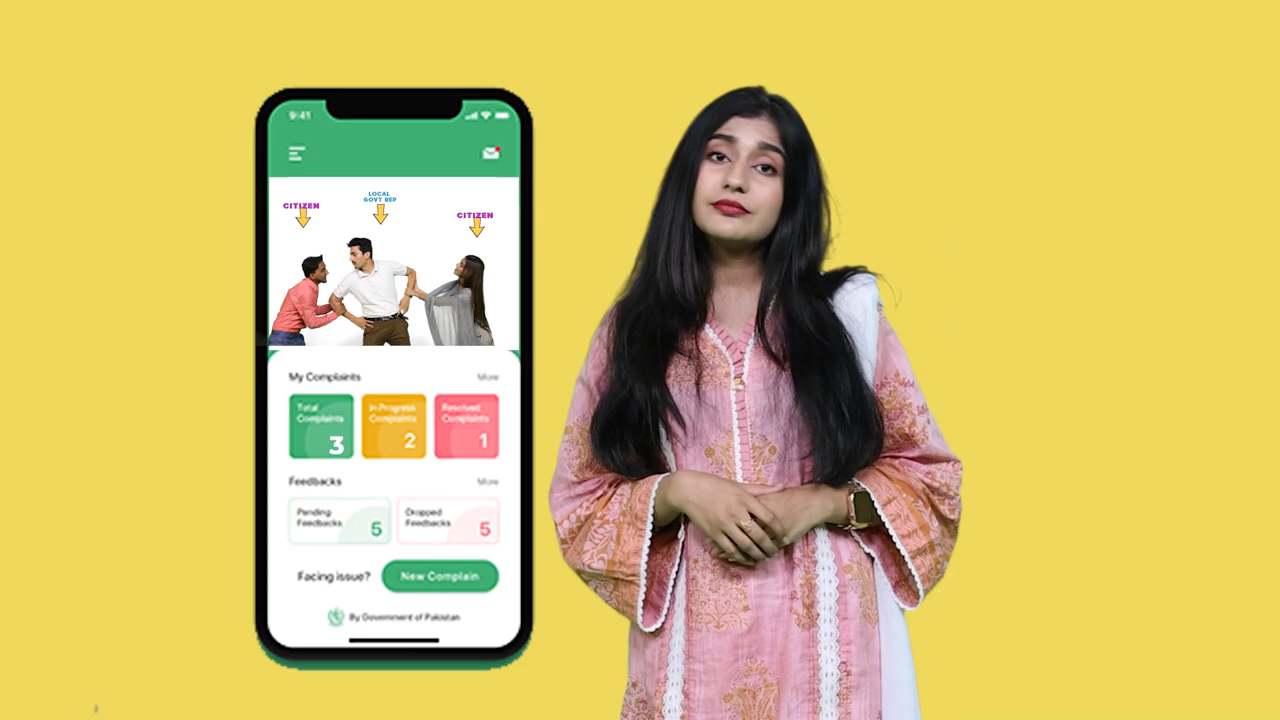 9:41
LOCAL
GOVT REP
CITIZEN
CITIZEN
My Complaints
More
Total
Complaints
3
In Progress
Complaints
2
Resolved
Complaints
1
Feedbacks
More
Pending
Feedbacks
5
Dropped
Feedbacks
5
Facing issue?
New Complain
By Government of Pakistan